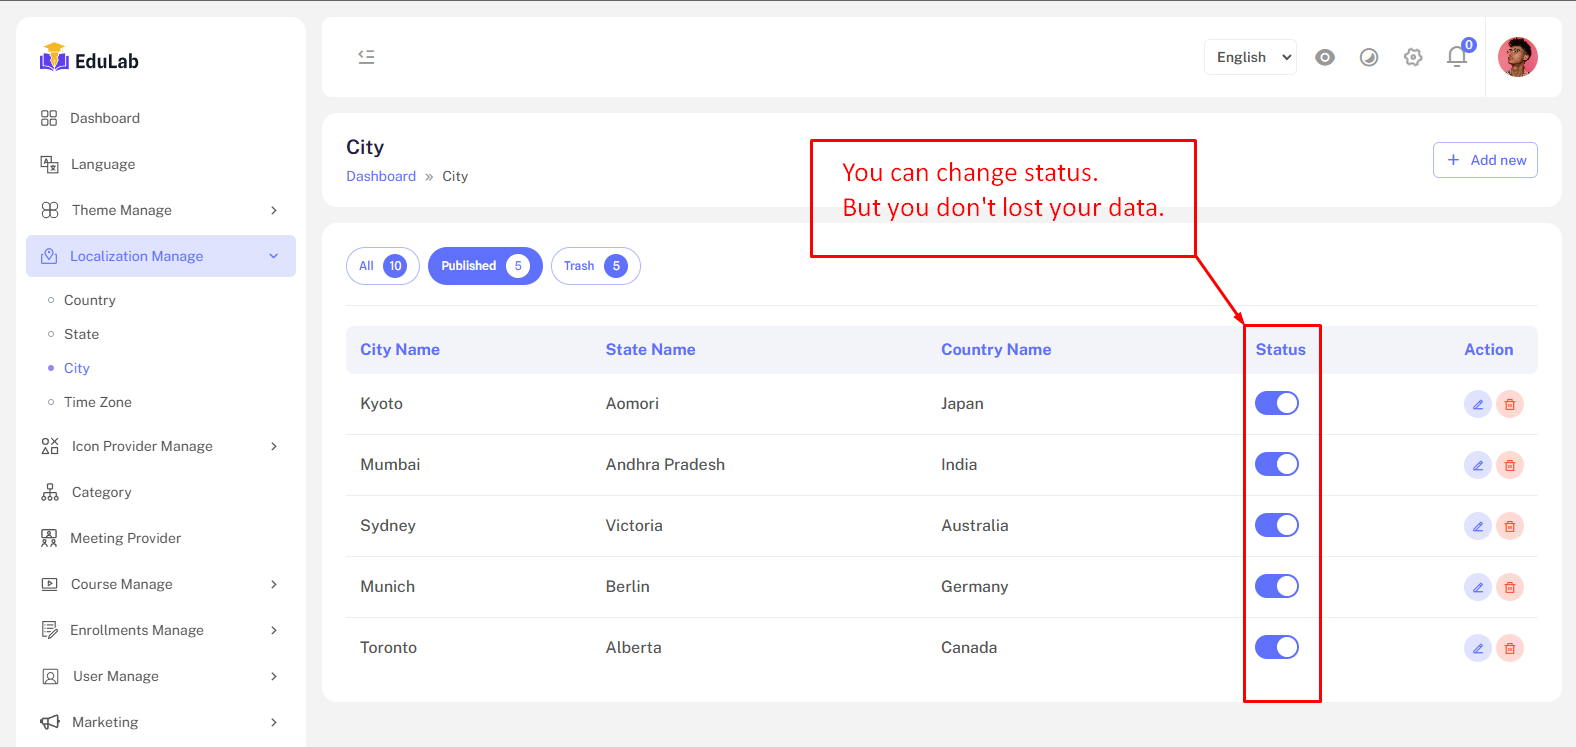 EduLab
Dashboard
Language
Theme Manage
Localization Manage
Country
State
City
Time Zone
Icon Provider Manage
Category
Meeting Provider
Course Manage
Enrollments Manage
User Manage
Marketing
English
0
City
Dashboard » City
You can change status.
But you don't lost your data.
+ Add new
All 10 Published 5 Trash 5
City Name State Name Country Name Status Action
Kyoto Aomori Japan
Mumbai Andhra Pradesh India
Sydney Victoria Australia
Munich Berlin Germany
Toronto Alberta Canada